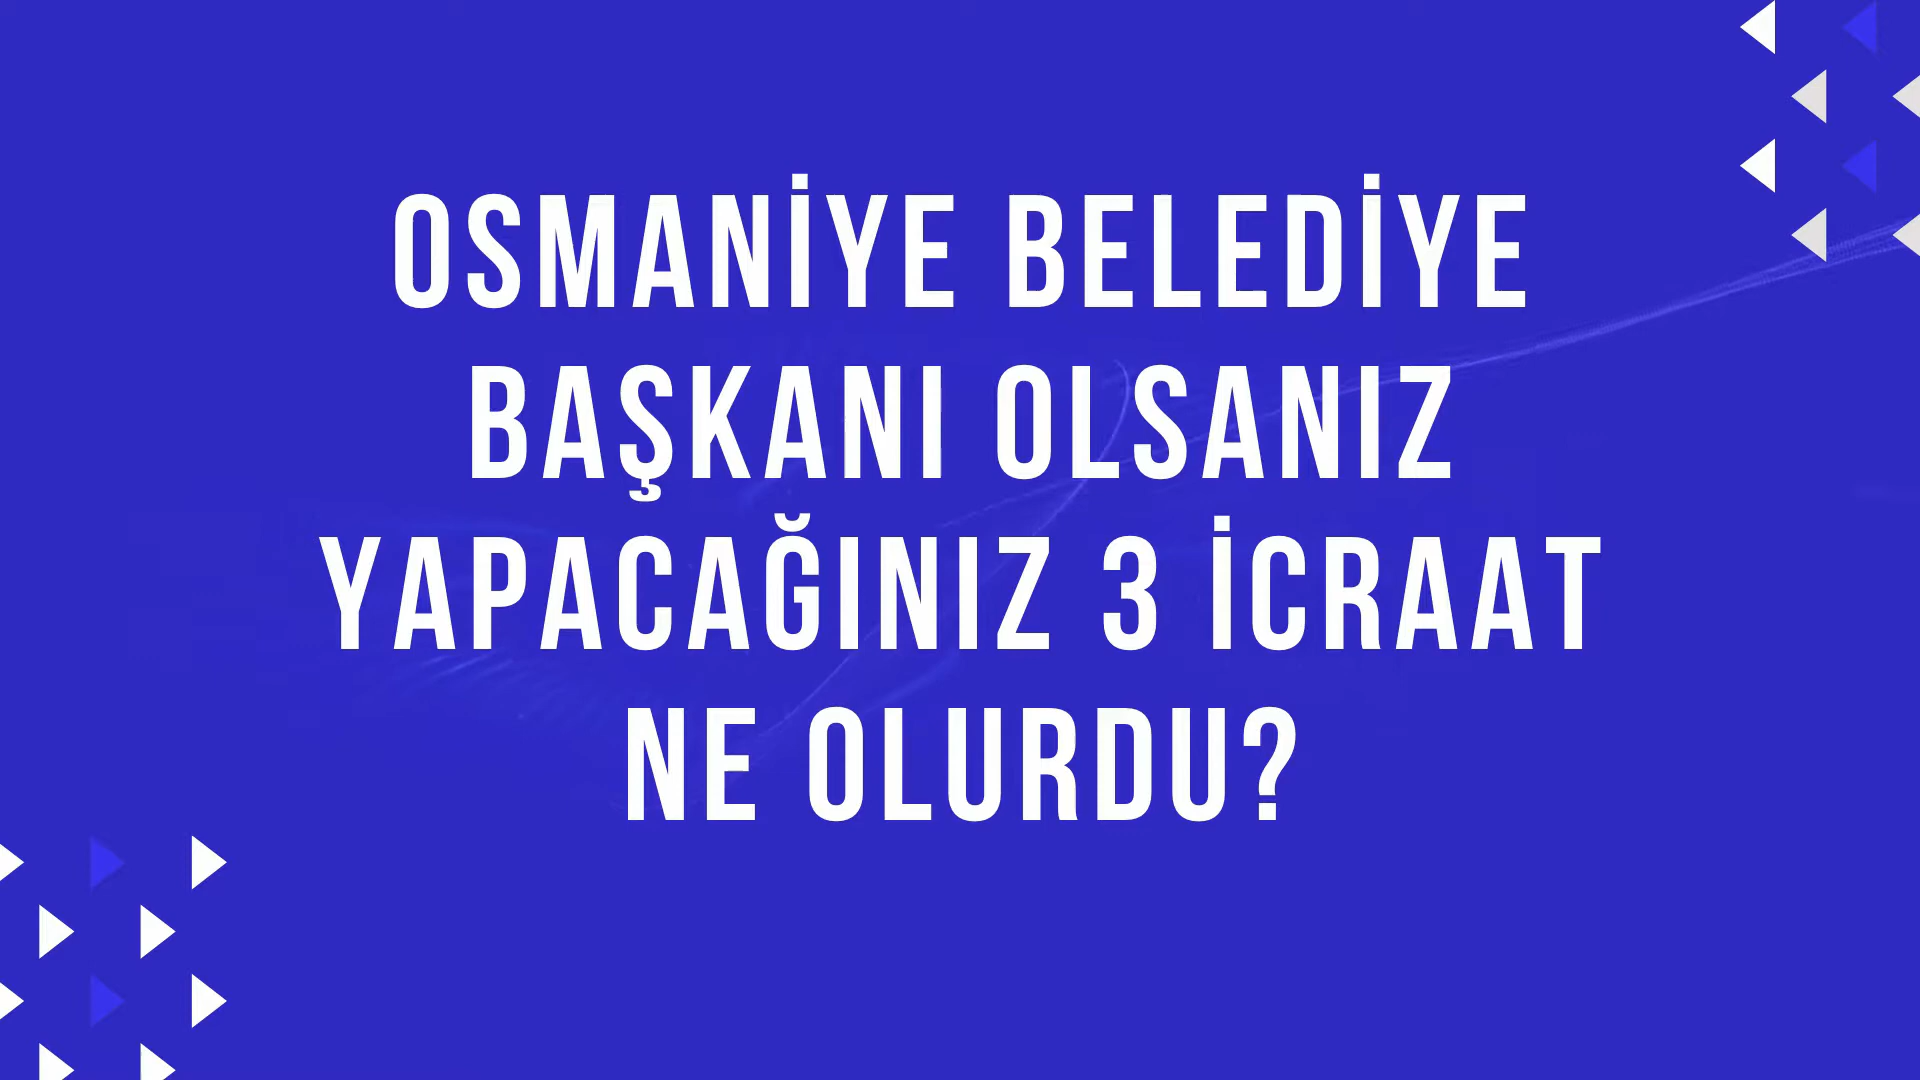 OSMANİYE BELEDİYE
BAŞKANI OLSANIZ
YAPACAĞINIZ 3 İCRAAT
NE OLURDU?